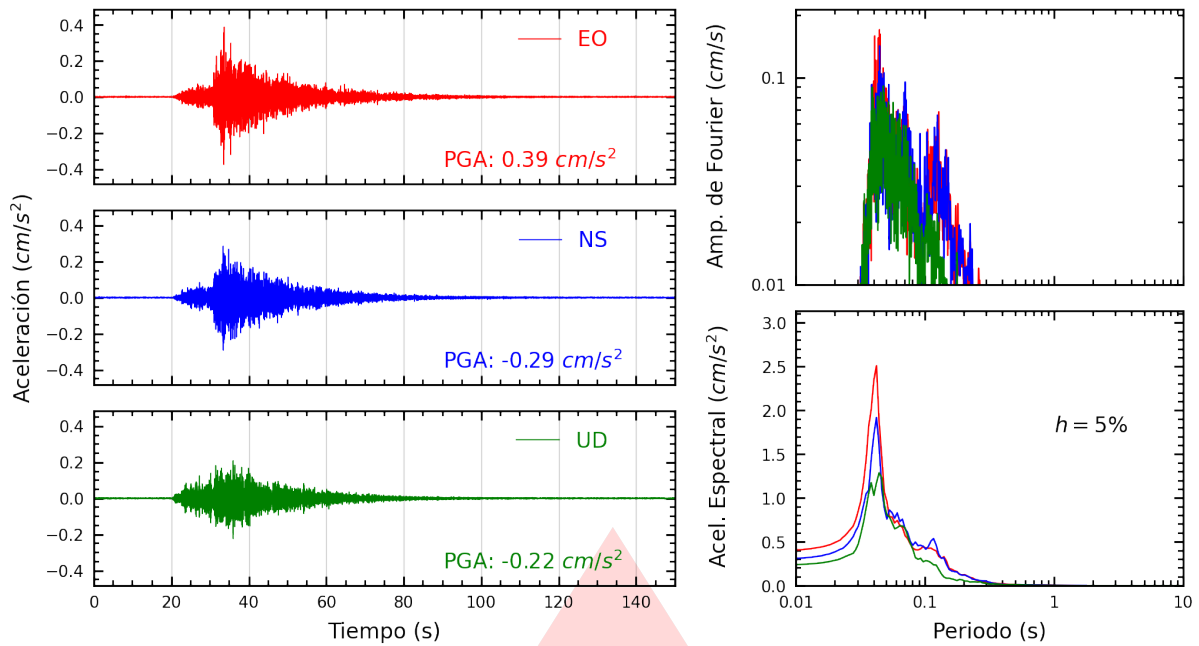 Aceleración (cm/s²)
0.4
0.2
0.0
−0.2
−0.4
EO
PGA: 0.39 cm/s²
0.4
0.2
0.0
−0.2
−0.4
NS
PGA: -0.29 cm/s²
0.4
0.2
0.0
−0.2
−0.4
UD
PGA: -0.22 cm/s²
0 20 40 60 80 100 120 140
Tiempo (s)
Amp. de Fourier (cm/s)
0.1
0.01
Acel. Espectral (cm/s²)
3.0
2.5
2.0
1.5
1.0
0.5
0.0
h = 5%
0.01 0.1 1 10
Periodo (s)